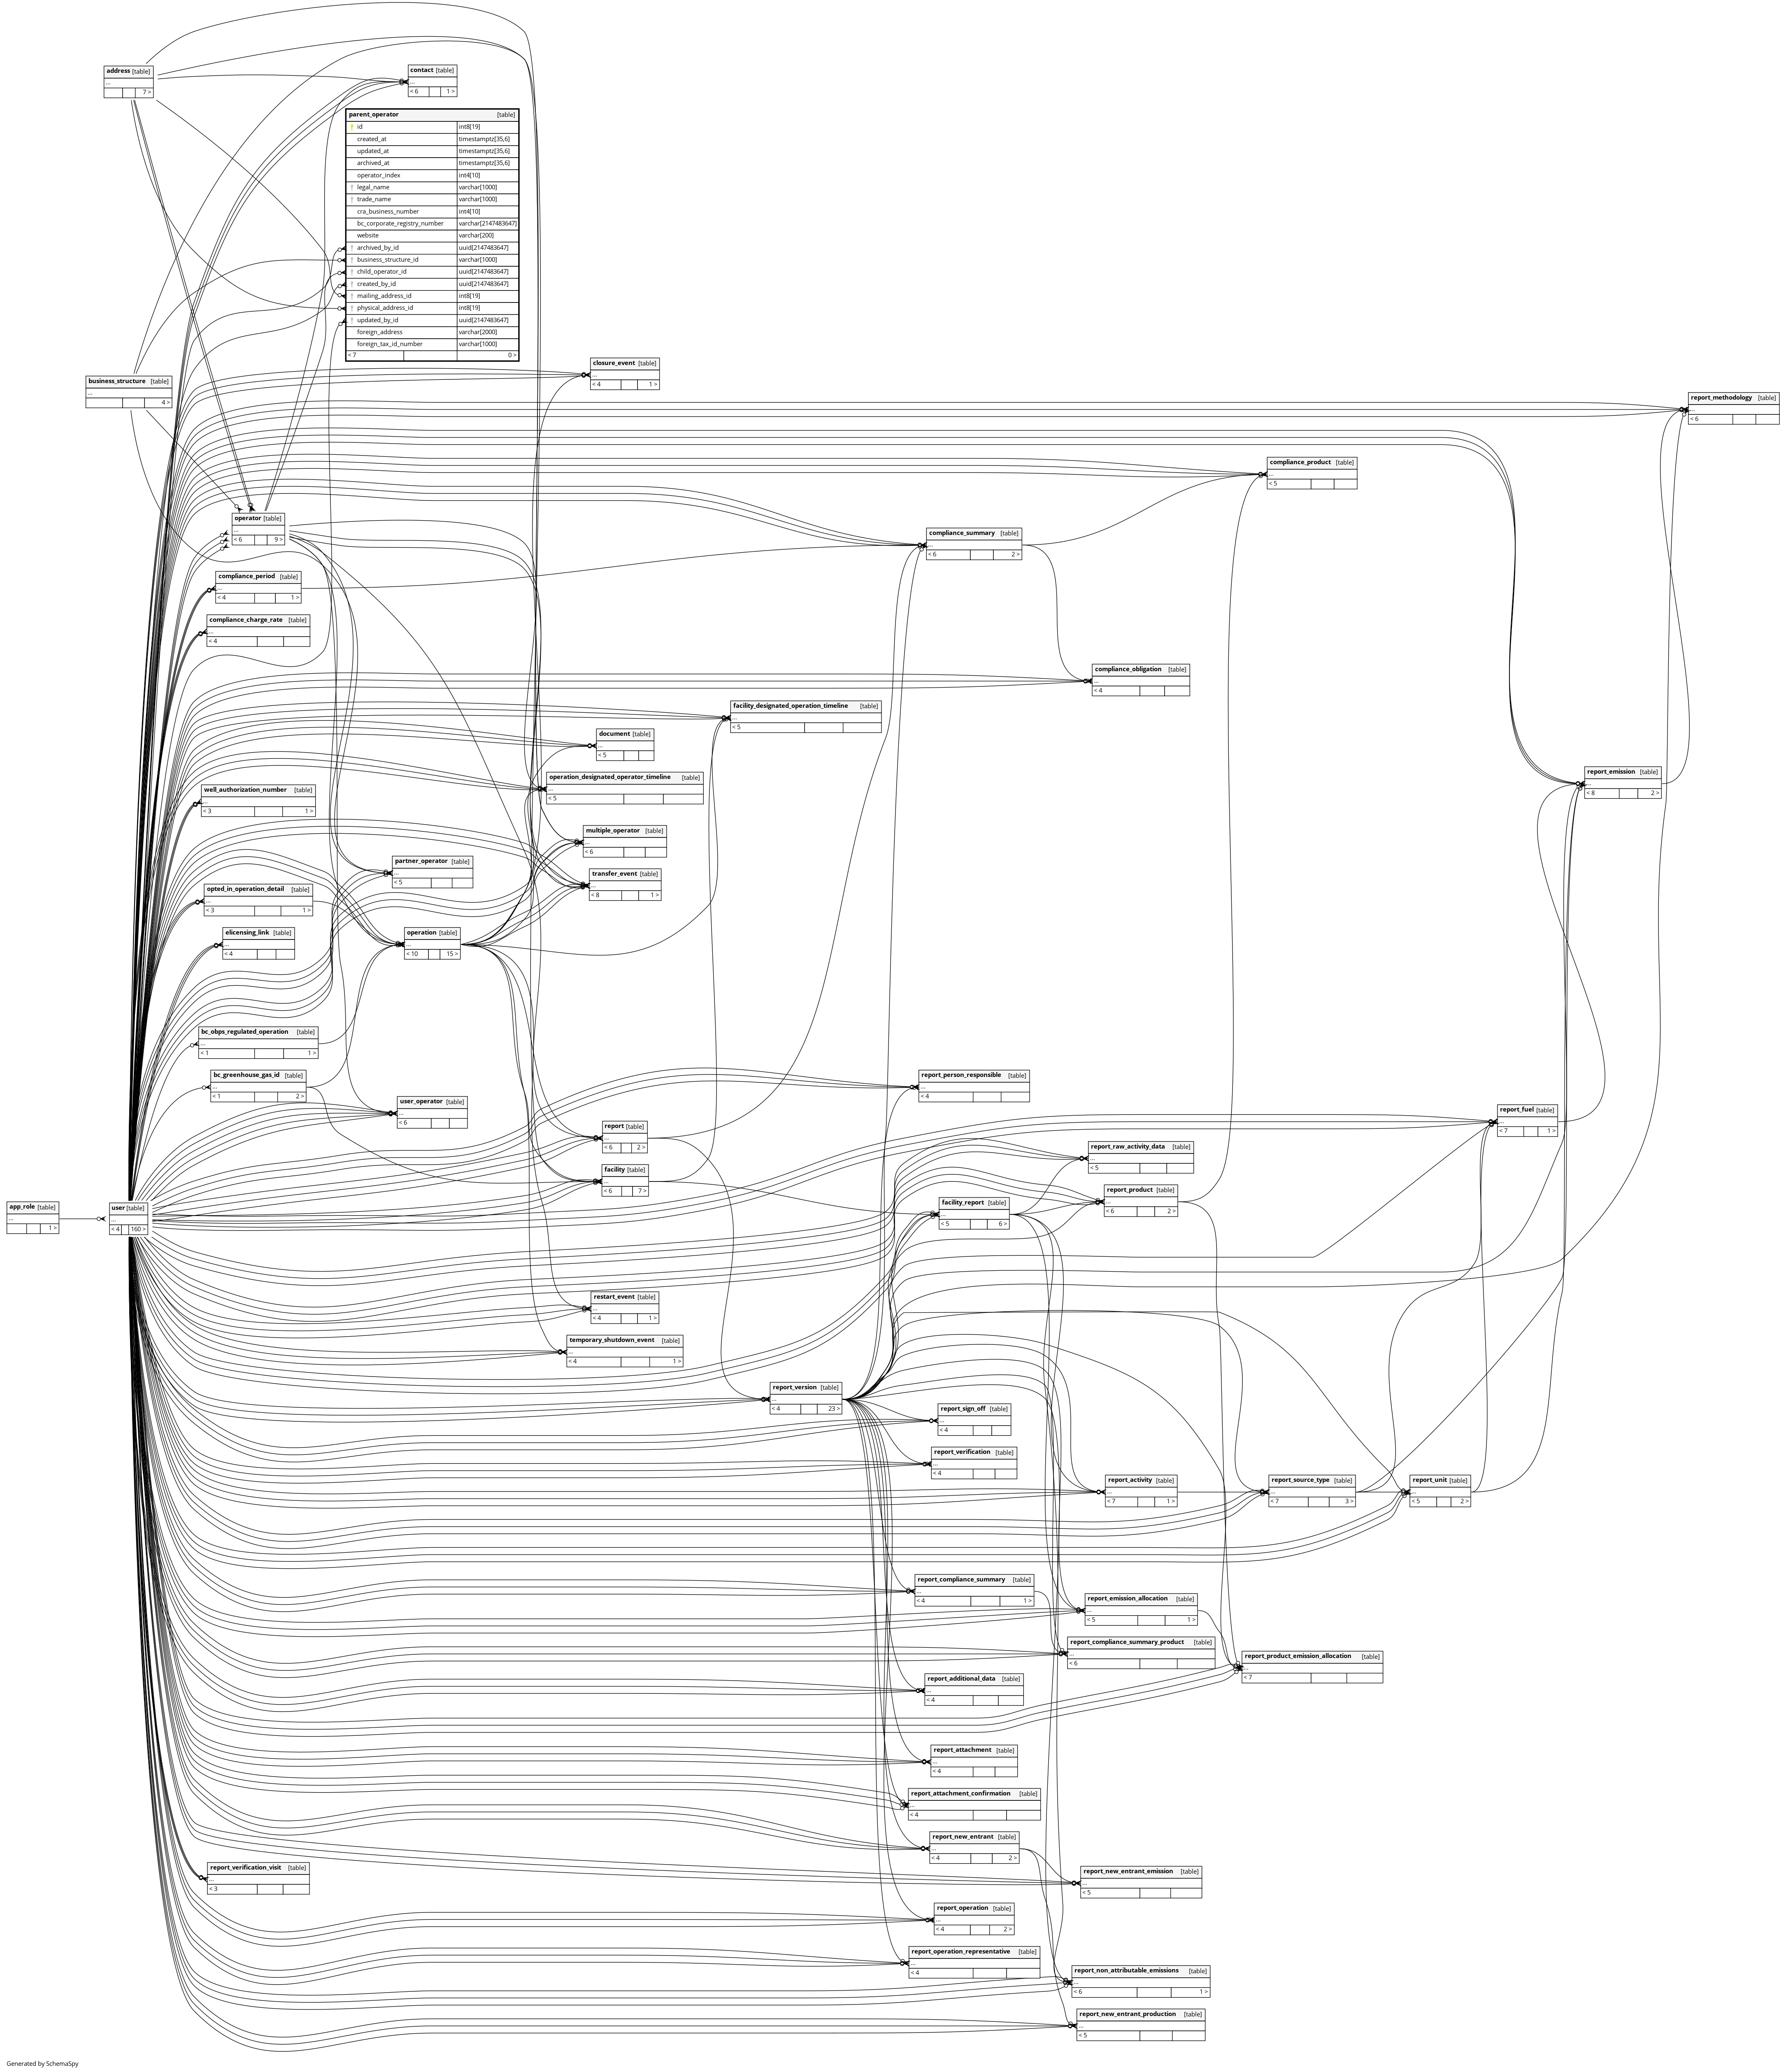 address [table]
...
7 >
contact [table]
...
< 6 1 >
parent_operator [table]
id int8[19]
created_at timestamptz[35,6]
updated_at timestamptz[35,6]
archived_at timestamptz[35,6]
operator_index int4[10]
legal_name varchar[1000]
trade_name varchar[1000]
cra_business_number int4[10]
bc_corporate_registry_number varchar[2147483647]
website varchar[200]
archived_by_id uuid[2147483647]
business_structure_id varchar[1000]
child_operator_id uuid[2147483647]
created_by_id uuid[2147483647]
mailing_address_id int8[19]
physical_address_id int8[19]
updated_by_id uuid[2147483647]
foreign_address varchar[2000]
foreign_tax_id_number varchar[1000]
< 7 0 >
closure_event [table]
...
< 4 1 >
business_structure [table]
...
4 >
report_methodology [table]
...
< 6
compliance_product [table]
...
< 5
operator [table]
...
< 6 9 >
compliance_summary [table]
...
< 6 2 >
compliance_period [table]
...
< 4 1 >
compliance_charge_rate [table]
...
< 4
compliance_obligation [table]
...
< 4
facility_designated_operation_timeline [table]
...
< 5
document [table]
...
< 5
operation_designated_operator_timeline [table]
...
< 5
report_emission [table]
...
< 8 2 >
well_authorization_number [table]
...
< 3 1 >
multiple_operator [table]
...
< 6
partner_operator [table]
...
< 5
transfer_event [table]
...
< 8 1 >
opted_in_operation_detail [table]
...
< 3 1 >
elicensing_link [table]
...
< 4
operation [table]
...
< 10 15 >
bc_obps_regulated_operation [table]
...
< 1 1 >
bc_greenhouse_gas_id [table]
...
< 1 2 >
report_person_responsible [table]
...
< 4
user_operator [table]
...
< 6
report_fuel [table]
...
< 7 1 >
report [table]
...
< 6 2 >
report_raw_activity_data [table]
...
< 5
facility [table]
...
< 6 7 >
report_product [table]
...
< 6 2 >
facility_report [table]
...
< 5 6 >
app_role [table]
...
1 >
user [table]
...
< 4 160 >
restart_event [table]
...
< 4 1 >
temporary_shutdown_event [table]
...
< 4 1 >
report_version [table]
...
< 4 23 >
report_sign_off [table]
...
< 4
report_verification [table]
...
< 4
report_activity [table]
...
< 7 1 >
report_source_type [table]
...
< 7 3 >
report_unit [table]
...
< 5 2 >
report_compliance_summary [table]
...
< 4 1 >
report_emission_allocation [table]
...
< 5 1 >
report_compliance_summary_product [table]
...
< 6
report_product_emission_allocation [table]
...
< 7
report_additional_data [table]
...
< 4
report_attachment [table]
...
< 4
report_attachment_confirmation [table]
...
< 4
report_new_entrant [table]
...
< 4 2 >
report_verification_visit [table]
...
< 3
report_new_entrant_emission [table]
...
< 5
report_operation [table]
...
< 4 2 >
report_operation_representative [table]
...
< 4
report_non_attributable_emissions [table]
...
< 6 1 >
report_new_entrant_production [table]
...
< 5
Generated by SchemaSpy